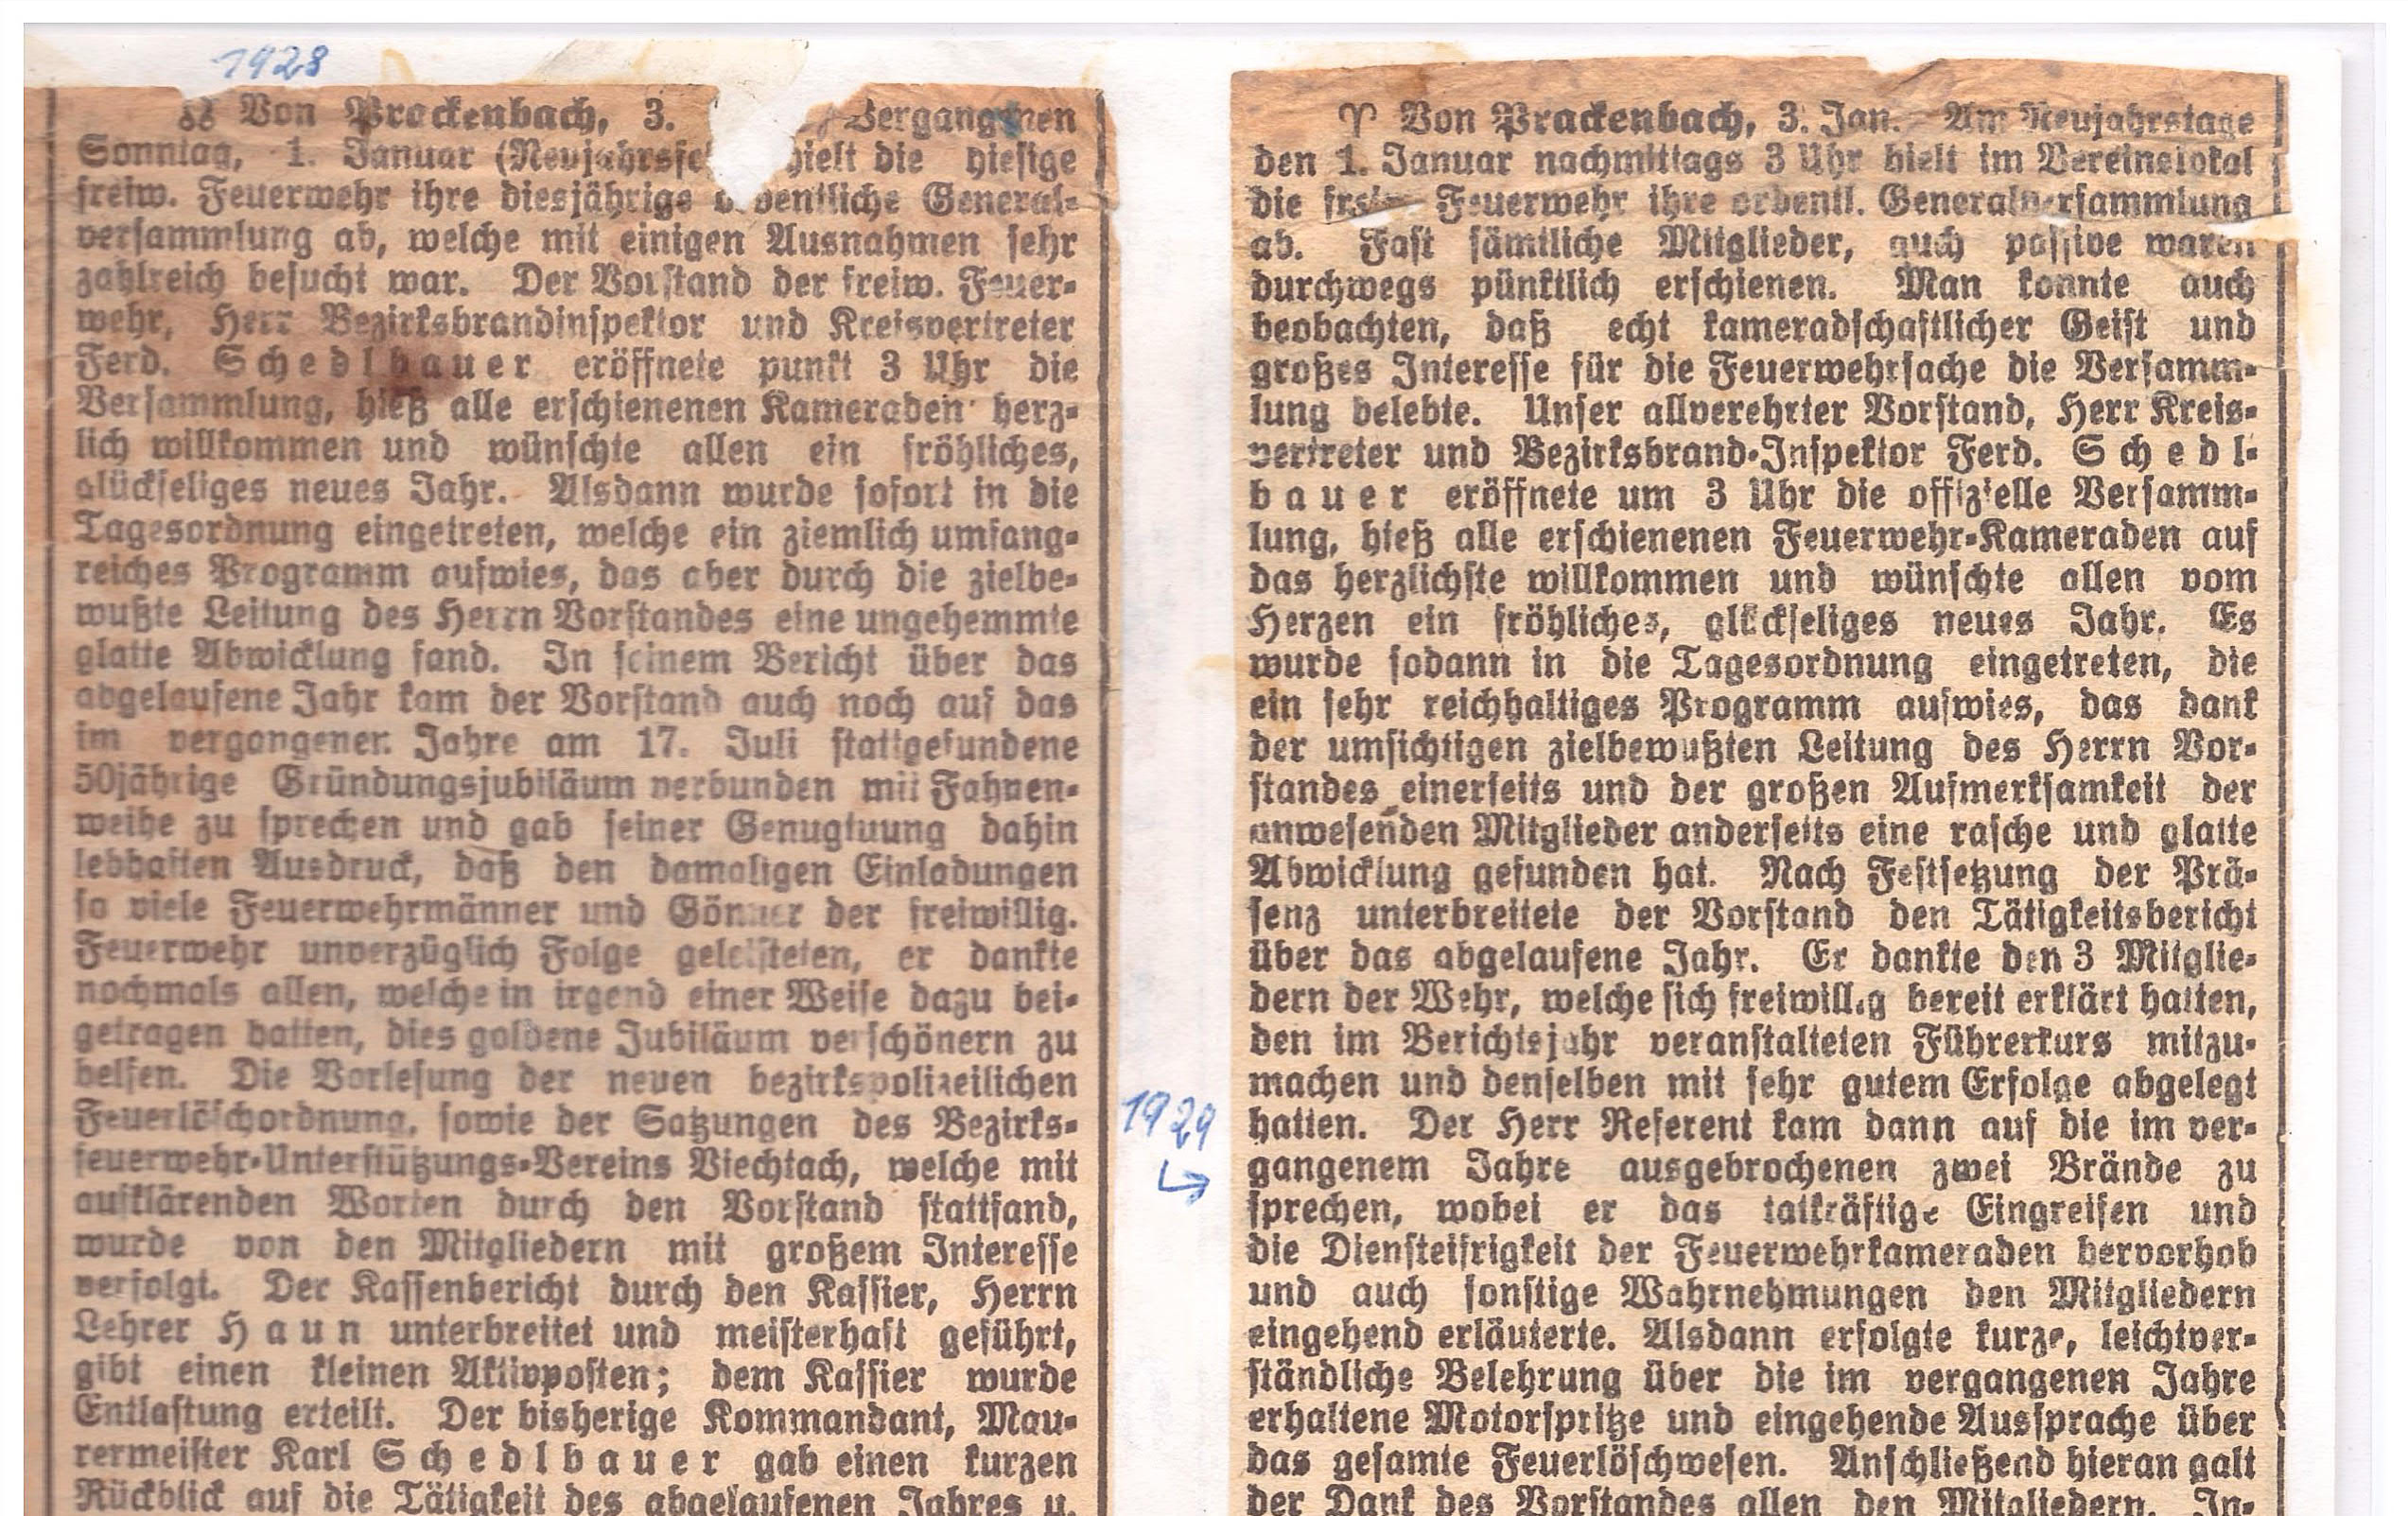 1928
Von Prackenbach, 3. Vergangenen
Sonntag, 1. Januar (Neujahrsfe hielt die hiesige
freiw. Feuerwehr ihre diesjährige ordentliche General-
versammlung ab, welche mit einigen Ausnahmen sehr
zahlreich besucht war. Der Vorstand der freiw. Feuer-
wehr, Herr Bezirksbrandinspektor und Kreisvertreter
Ferd. Schedlbauer eröffnete punkt 3 Uhr die
Versammlung, hieß alle erschienenen Kameraden herz-
lich willkommen und wünschte allen ein fröhliches,
glückseliges neues Jahr. Alsdann wurde sofort in die
Tagesordnung eingetreten, welche ein ziemlich umfang-
reiches Programm aufwies, das aber durch die zielbe-
wußte Leitung des Herrn Vorstandes eine ungehemmte
glatte Abwicklung fand. In seinem Bericht über das
abgelaufene Jahr kam der Vorstand auch noch auf das
im vergangenen Jahre am 17. Juli stattgefundene
50jährige Gründungsjubiläum verbunden mit Fahnen-
weihe zu sprechen und gab seiner Genugtuung dahin
lebhaften Ausdruck, daß den damaligen Einladungen
so viele Feuerwehrmänner und Gönner der freiwillig.
Feuerwehr unverzüglich Folge geleisteten, er dankte
nochmals allen, welche in irgend einer Weise dazu bei-
getragen hatten, dies goldene Jubiläum verschönern zu
helfen. Die Vorlesung der neuen bezirkspolizeilichen
Feuerlöschordnung, sowie der Satzungen des Bezirks-
feuerwehr-Unterstützungs-Vereins Viechtach, welche mit
aufklärenden Worten durch den Vorstand stattfand,
wurde von den Mitgliedern mit großem Interesse
verfolgt. Der Kassenbericht durch den Kassier, Herrn
Lehrer Haun unterbreitet und meisterhaft geführt,
gibt einen kleinen Aktivposten; dem Kassier wurde
Entlastung erteilt. Der bisherige Kommandant, Mau-
rermeister Karl Schedlbauer gab einen kurzen
Rückblick auf die Tätigkeit des abgelaufenen Jahres u.
1929
Von Prackenbach, 3. Jan. Am Neujahrstage
den 1. Januar nachmittags 3 Uhr hielt im Vereinslokal
die freiw. Feuerwehr ihre ordentl. Generalversammlung
ab. Fast sämtliche Mitglieder, auch passive waren
durchwegs pünktlich erschienen. Man konnte auch
beobachten, daß echt kameradschaftlicher Geist und
großes Interesse für die Feuerwehrsache die Versamm-
lung belebte. Unser allverehrter Vorstand, Herr Kreis-
vertreter und Bezirksbrand-Inspektor Ferd. Schedl-
bauer eröffnete um 3 Uhr die offizielle Versamm-
lung, hieß alle erschienenen Feuerwehr-Kameraden auf
das herzlichste willkommen und wünschte allen vom
Herzen ein fröhliches, glückseliges neues Jahr. Es
wurde sodann in die Tagesordnung eingetreten, die
ein sehr reichhaltiges Programm aufwies, das dank
der umsichtigen zielbewußten Leitung des Herrn Vor-
standes einerseits und der großen Aufmerksamkeit der
anwesenden Mitglieder anderseits eine rasche und glatte
Abwicklung gefunden hat. Nach Festsetzung der Prä-
senz unterbreitete der Vorstand den Tätigkeitsbericht
über das abgelaufene Jahr. Er dankte den 3 Mitglie-
dern der Wehr, welche sich freiwillig bereit erklärt hatten,
den im Berichtsjahr veranstalteten Führerkurs mitzu-
machen und denselben mit sehr gutem Erfolge abgelegt
hatten. Der Herr Referent kam dann auf die im ver-
gangenem Jahre ausgebrochenen zwei Brände zu
sprechen, wobei er das tatkräftige Eingreifen und
die Diensteifrigkeit der Feuerwehrkameraden hervorhob
und auch sonstige Wahrnehmungen den Mitgliedern
eingehend erläuterte. Alsdann erfolgte kurze, leichtver-
ständliche Belehrung über die im vergangenen Jahre
erhaltene Motorspritze und eingehende Aussprache über
das gesamte Feuerlöschwesen. Anschließend hieran galt
der Dank des Vorstandes allen den Mitgliedern. In-